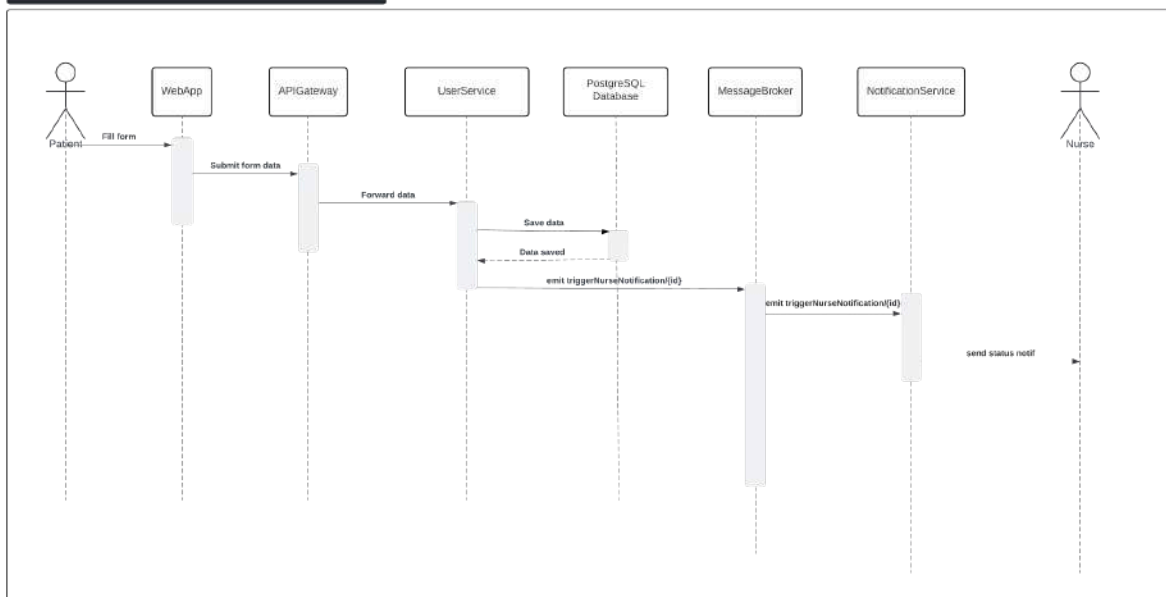 WebApp
APIGateway
UserService
PostgreSQL
Database
MessageBroker
NotificationService
Patient
Nurse
Fill form
Submit form data
Forward data
Save data
Data saved
emit triggerNurseNotification/{id}
emit triggerNurseNotification/{id}
send status notif